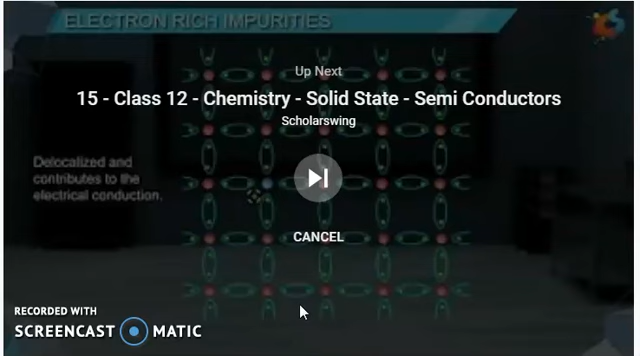 ELECTRON RICH IMPURITIES
Up Next
15 - Class 12 - Chemistry - Solid State - Semi Conductors
Scholarswing
Delocalized and
contributes to the
electrical conduction.
CANCEL
RECORDED WITH
SCREENCAST MATIC